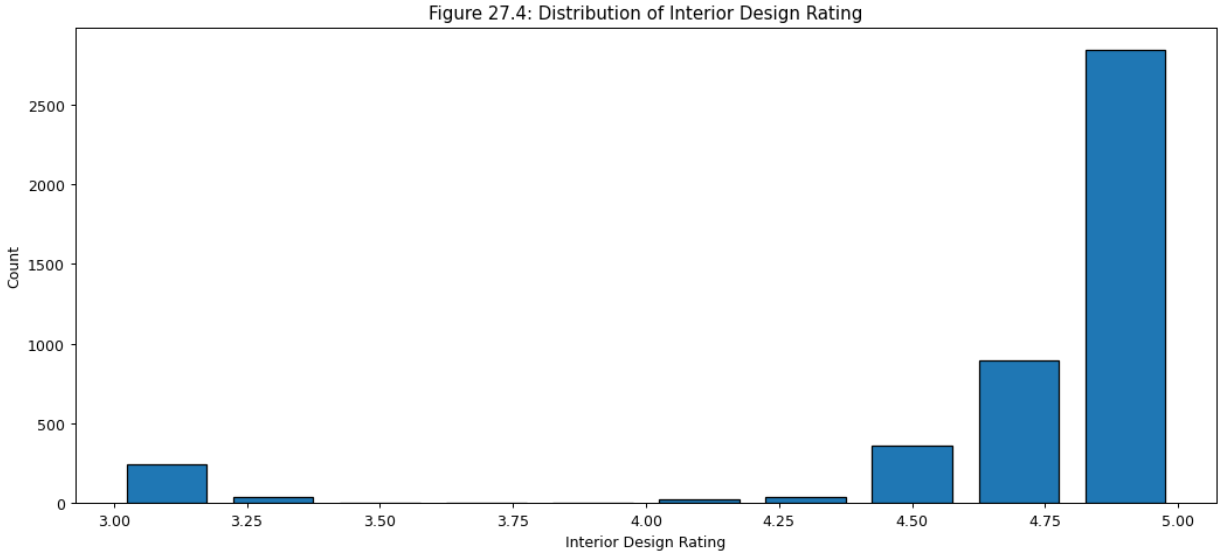 Figure 27.4: Distribution of Interior Design Rating
2500
2000
1500
1000
500
0
Count
3.00 3.25 3.50 3.75 4.00 4.25 4.50 4.75 5.00
Interior Design Rating